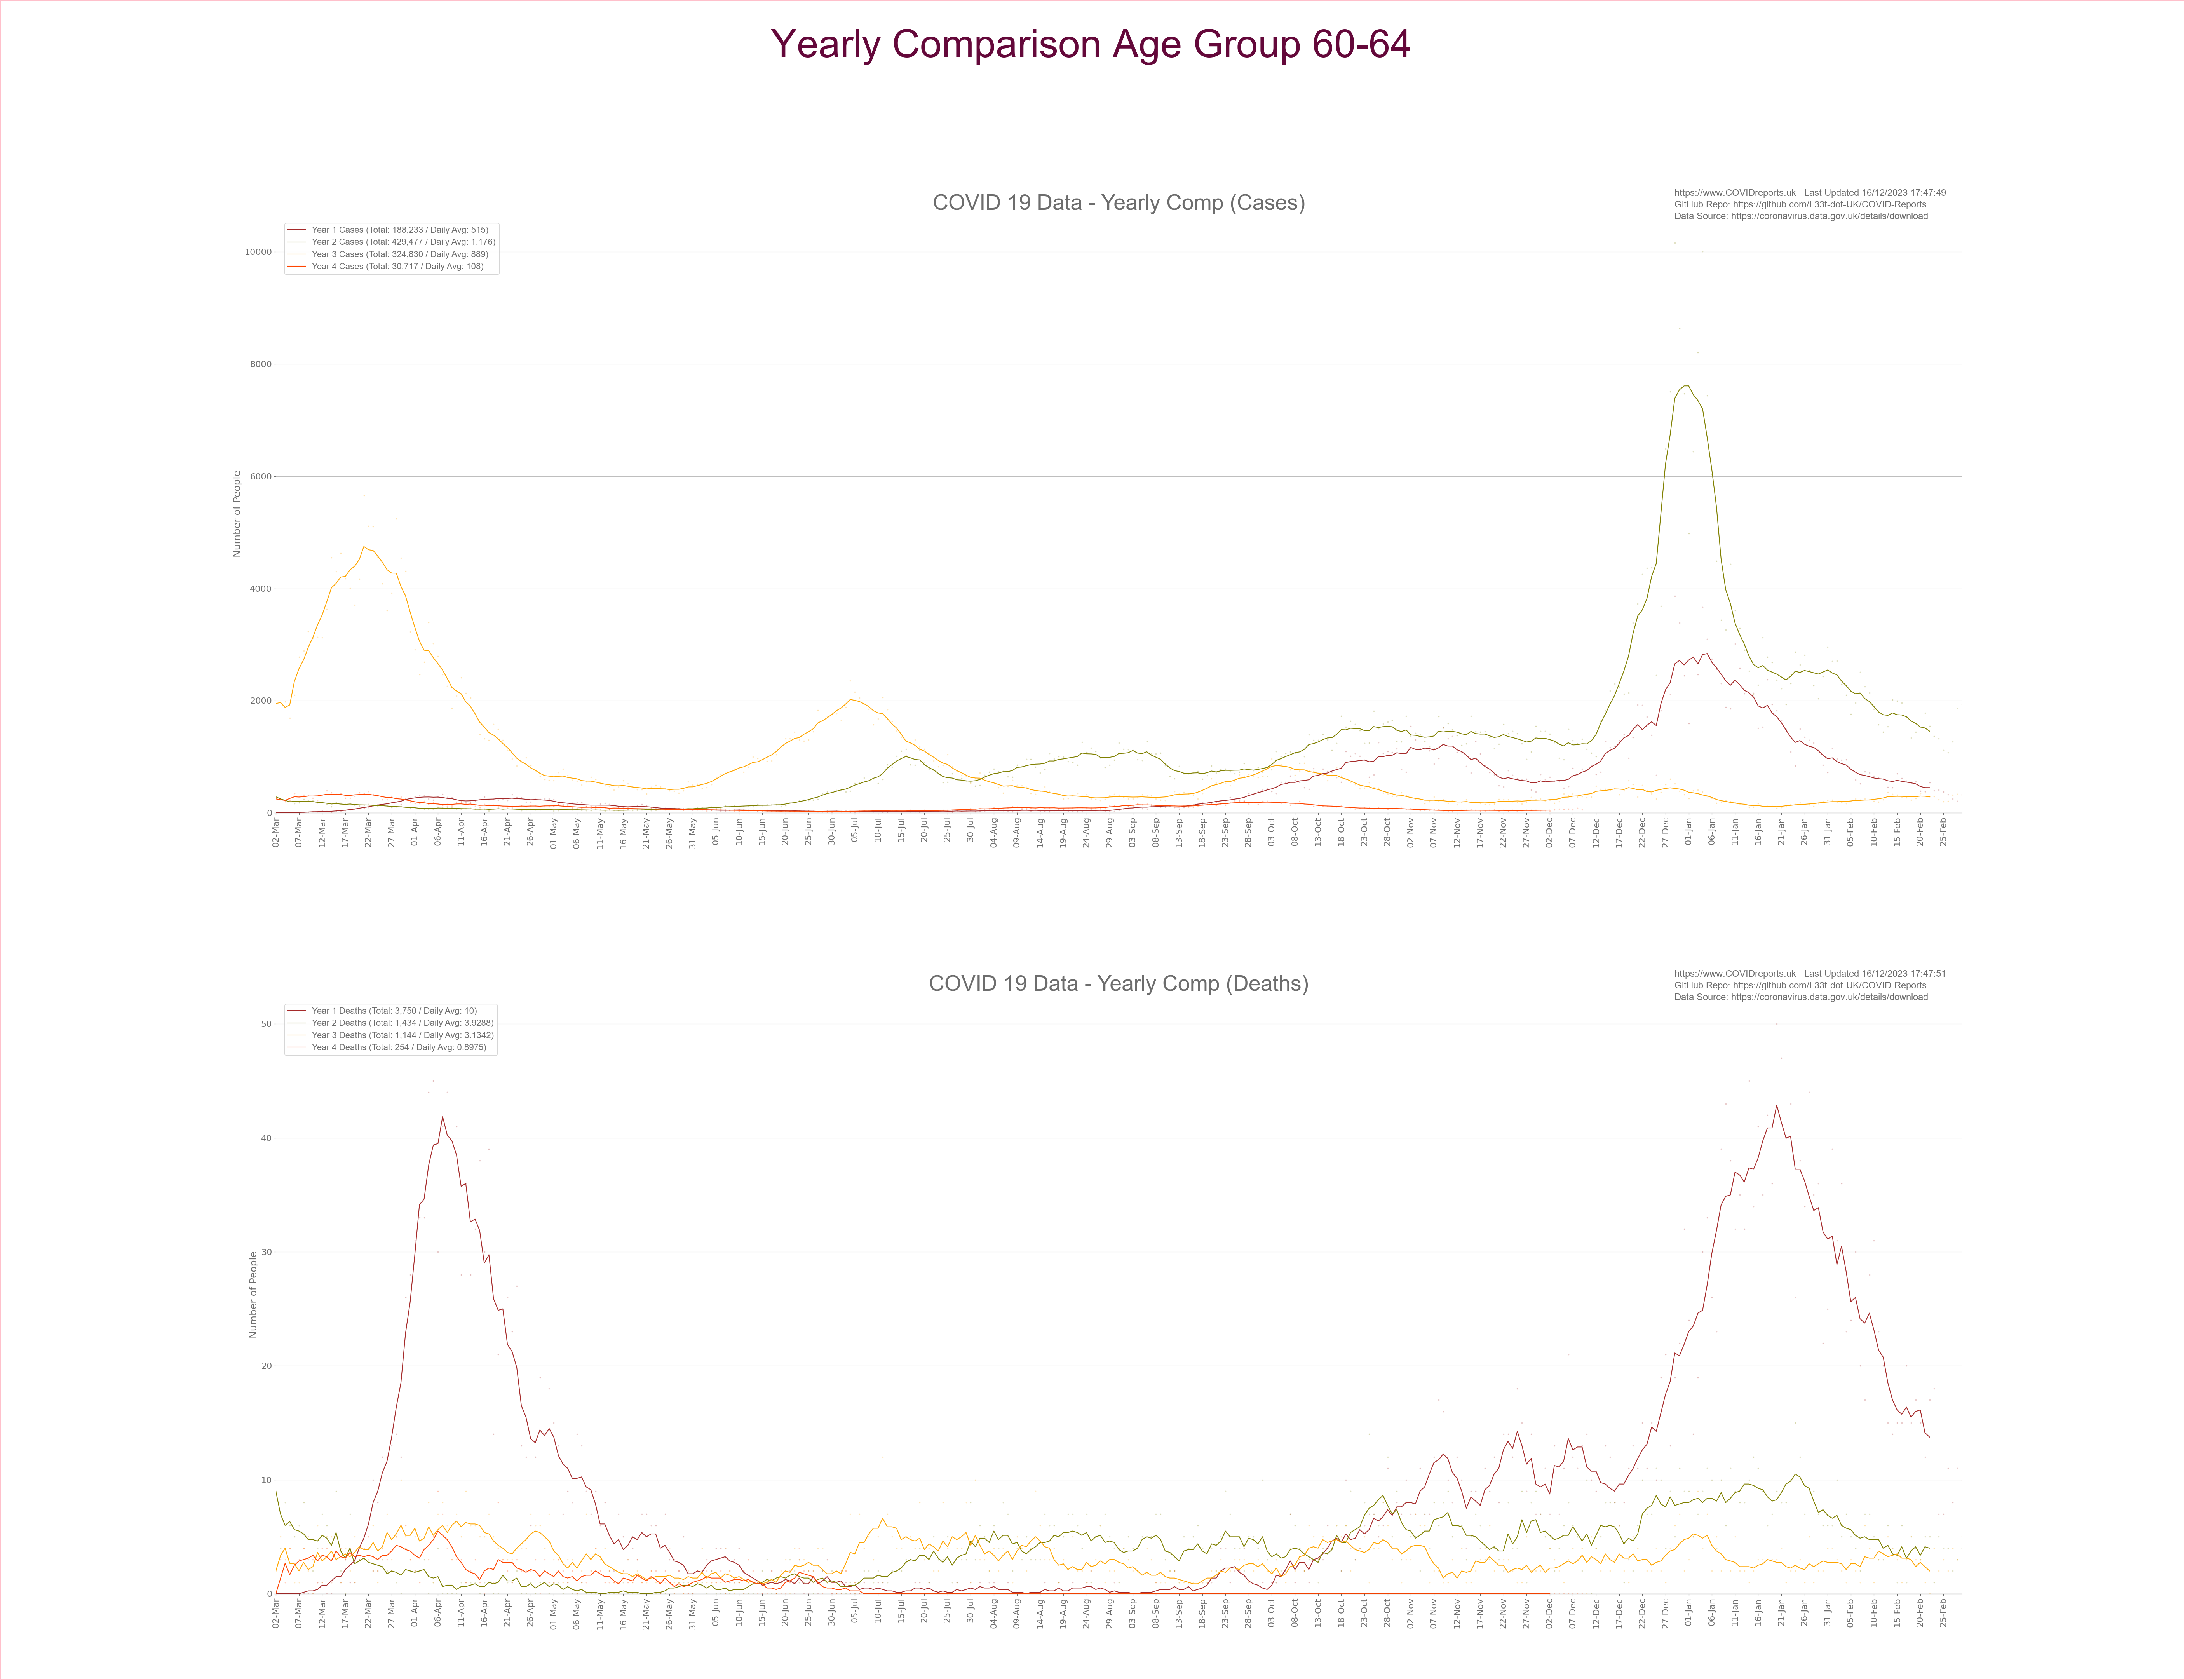 Yearly Comparison Age Group 60-64
COVID 19 Data - Yearly Comp (Cases)
https://www.COVIDreports.uk   Last Updated 16/12/2023 17:47:49
GitHub Repo: https://github.com/L33t-dot-UK/COVID-Reports
Data Source: https://coronavirus.data.gov.uk/details/download
Year 1 Cases (Total: 188,233 / Daily Avg: 515)
Year 2 Cases (Total: 429,477 / Daily Avg: 1,176)
Year 3 Cases (Total: 324,830 / Daily Avg: 889)
Year 4 Cases (Total: 30,717 / Daily Avg: 108)
Number of People
10000
8000
6000
4000
2000
0
02-Mar 07-Mar 12-Mar 17-Mar 22-Mar 27-Mar 01-Apr 06-Apr 11-Apr 16-Apr 21-Apr 26-Apr 01-May 06-May 11-May 16-May 21-May 26-May 31-May 05-Jun 10-Jun 15-Jun 20-Jun 25-Jun 30-Jun 05-Jul 10-Jul 15-Jul 20-Jul 25-Jul 30-Jul 04-Aug 09-Aug 14-Aug 19-Aug 24-Aug 29-Aug 03-Sep 08-Sep 13-Sep 18-Sep 23-Sep 28-Sep 03-Oct 08-Oct 13-Oct 18-Oct 23-Oct 28-Oct 02-Nov 07-Nov 12-Nov 17-Nov 22-Nov 27-Nov 02-Dec 07-Dec 12-Dec 17-Dec 22-Dec 27-Dec 01-Jan 06-Jan 11-Jan 16-Jan 21-Jan 26-Jan 31-Jan 05-Feb 10-Feb 15-Feb 20-Feb 25-Feb
COVID 19 Data - Yearly Comp (Deaths)
https://www.COVIDreports.uk   Last Updated 16/12/2023 17:47:51
GitHub Repo: https://github.com/L33t-dot-UK/COVID-Reports
Data Source: https://coronavirus.data.gov.uk/details/download
Year 1 Deaths (Total: 3,750 / Daily Avg: 10)
Year 2 Deaths (Total: 1,434 / Daily Avg: 3.9288)
Year 3 Deaths (Total: 1,144 / Daily Avg: 3.1342)
Year 4 Deaths (Total: 254 / Daily Avg: 0.8975)
Number of People
50
40
30
20
10
0
02-Mar 07-Mar 12-Mar 17-Mar 22-Mar 27-Mar 01-Apr 06-Apr 11-Apr 16-Apr 21-Apr 26-Apr 01-May 06-May 11-May 16-May 21-May 26-May 31-May 05-Jun 10-Jun 15-Jun 20-Jun 25-Jun 30-Jun 05-Jul 10-Jul 15-Jul 20-Jul 25-Jul 30-Jul 04-Aug 09-Aug 14-Aug 19-Aug 24-Aug 29-Aug 03-Sep 08-Sep 13-Sep 18-Sep 23-Sep 28-Sep 03-Oct 08-Oct 13-Oct 18-Oct 23-Oct 28-Oct 02-Nov 07-Nov 12-Nov 17-Nov 22-Nov 27-Nov 02-Dec 07-Dec 12-Dec 17-Dec 22-Dec 27-Dec 01-Jan 06-Jan 11-Jan 16-Jan 21-Jan 26-Jan 31-Jan 05-Feb 10-Feb 15-Feb 20-Feb 25-Feb